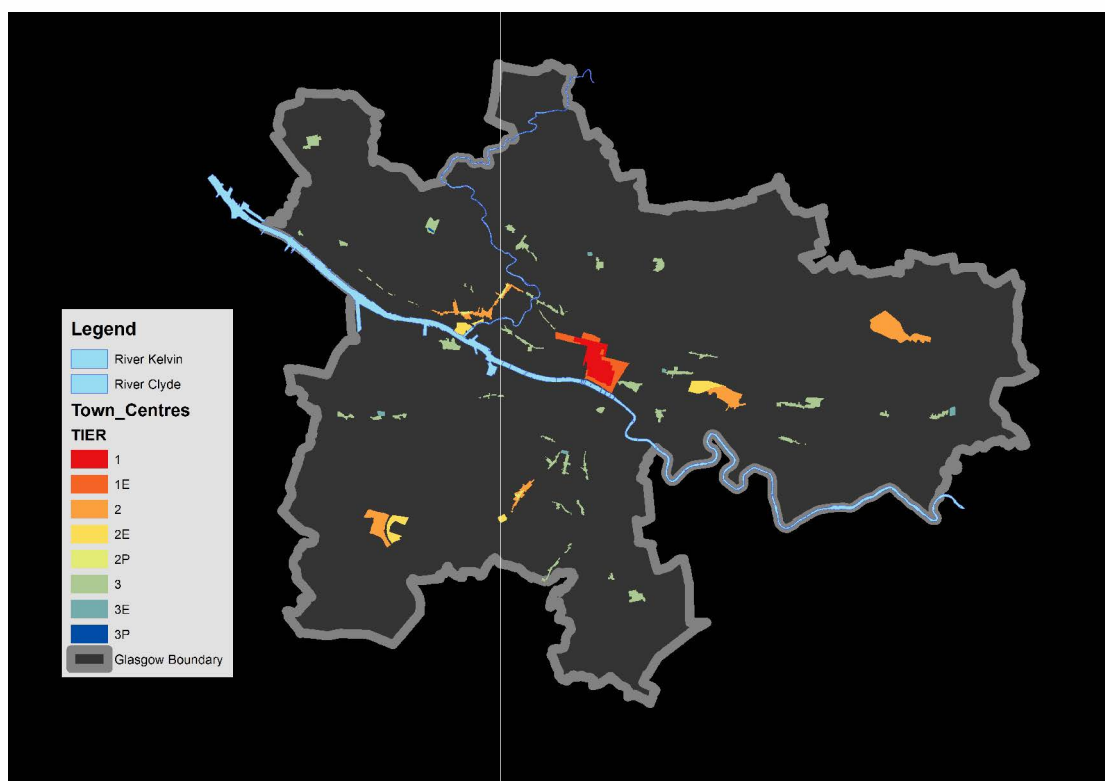 Legend
River Kelvin
River Clyde
Town_Centres
TIER
1
1E
2
2E
2P
3
3E
3P
Glasgow Boundary